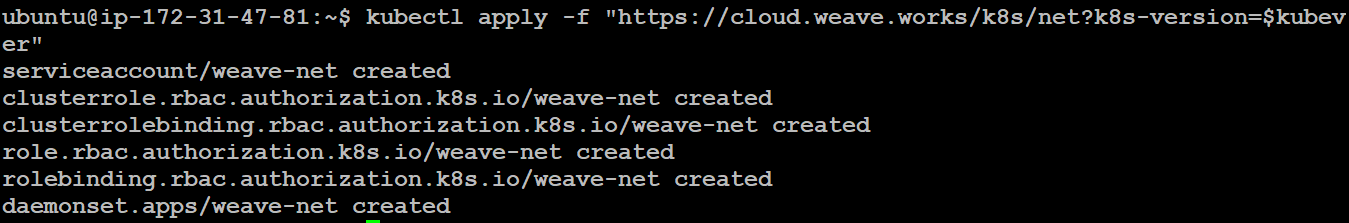 ubuntu@ip-172-31-47-81:~$ kubectl apply -f "https://cloud.weave.works/k8s/net?k8s-version=$kubev
er"
serviceaccount/weave-net created
clusterrole.rbac.authorization.k8s.io/weave-net created
clusterrolebinding.rbac.authorization.k8s.io/weave-net created
role.rbac.authorization.k8s.io/weave-net created
rolebinding.rbac.authorization.k8s.io/weave-net created
daemonset.apps/weave-net created